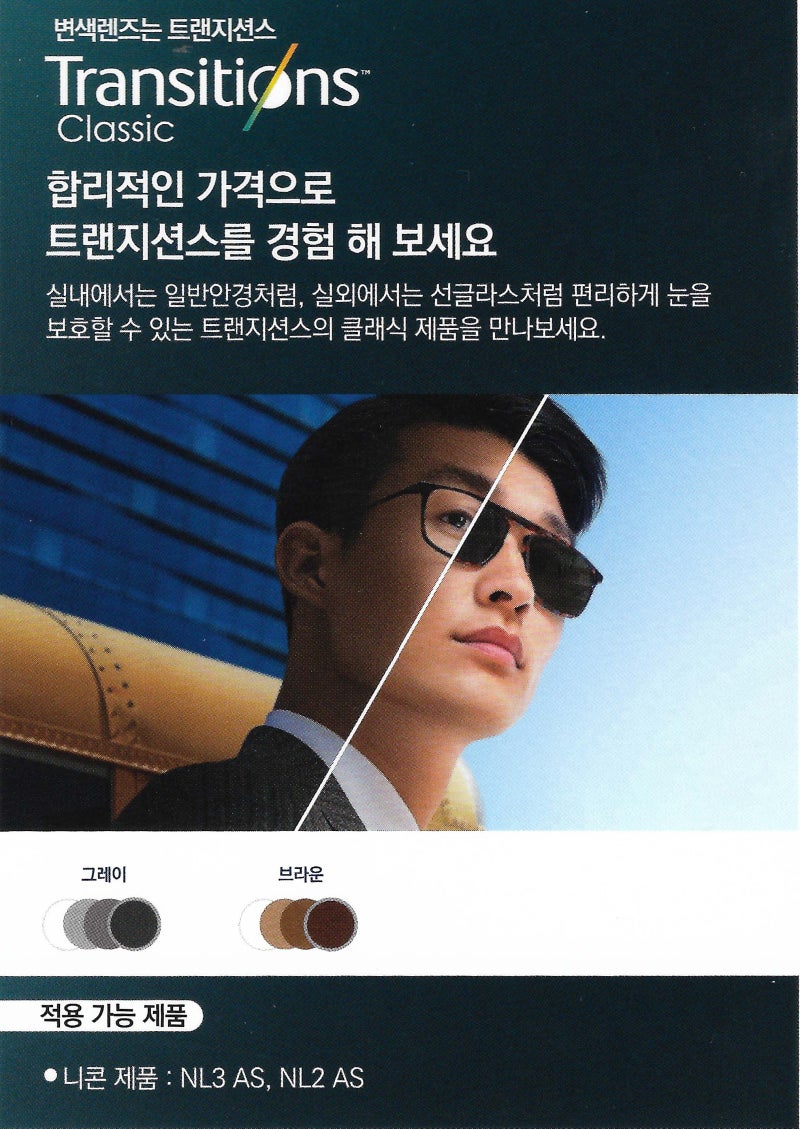 변색렌즈는 트랜지션스
Transitions™
Classic
합리적인 가격으로
트랜지션스를 경험 해 보세요
실내에서는 일반안경처럼, 실외에서는 선글라스처럼 편리하게 눈을
보호할 수 있는 트랜지션스의 클래식 제품을 만나보세요.
그레이 브라운
적용 가능 제품
●니콘 제품 : NL3 AS, NL2 AS